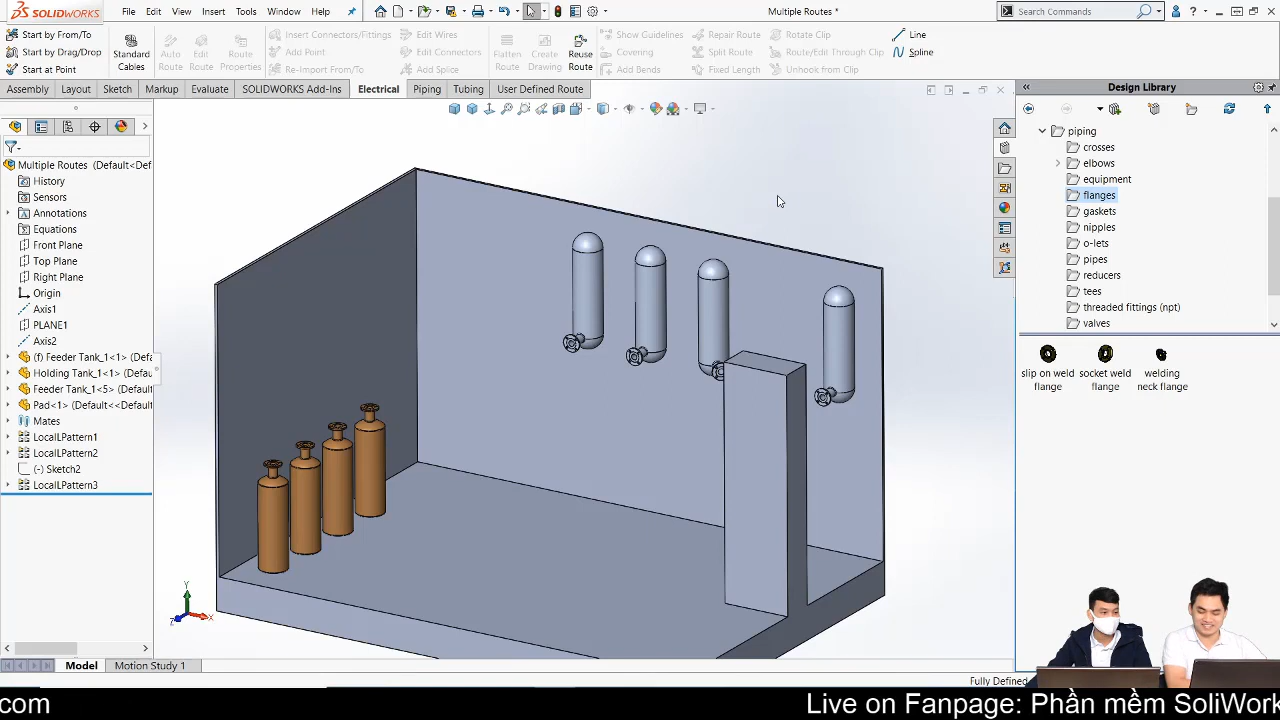 SOLIDWORKS File Edit View Insert Tools Window Help Multiple Routes * Search Commands
Start by From/To
Start by Drag/Drop
Start at Point
Standard Cables
Auto Route
Edit Route
Route Properties
Insert Connectors/Fittings
Add Point
Re-Import From/To
Edit Wires
Edit Connectors
Add Splice
Flatten Route
Create Drawing
Reuse Route
Show Guidelines
Covering
Add Bends
Repair Route
Split Route
Fixed Length
Rotate Clip
Route/Edit Through Clip
Unhook from Clip
Line
Spline
Assembly Layout Sketch Markup Evaluate SOLIDWORKS Add-Ins Electrical Piping Tubing User Defined Route
Design Library
Multiple Routes (Default<Def
History
Sensors
Annotations
Equations
Front Plane
Top Plane
Right Plane
Origin
Axis1
PLANE1
Axis2
(f) Feeder Tank_1<1> (Defa
Holding Tank_1<1> (Defau
Feeder Tank_1<5> (Default
Pad<1> (Default<<Default
Mates
LocalLPattern1
LocalLPattern2
(-) Sketch2
LocalLPattern3
piping
crosses
elbows
equipment
flanges
gaskets
nipples
o-lets
pipes
reducers
tees
threaded fittings (npt)
valves
slip on weld flange
socket weld flange
welding neck flange
Y
X
Z
Model Motion Study 1
Fully Defined
com Live on Fanpage: Phần mềm SoliWork